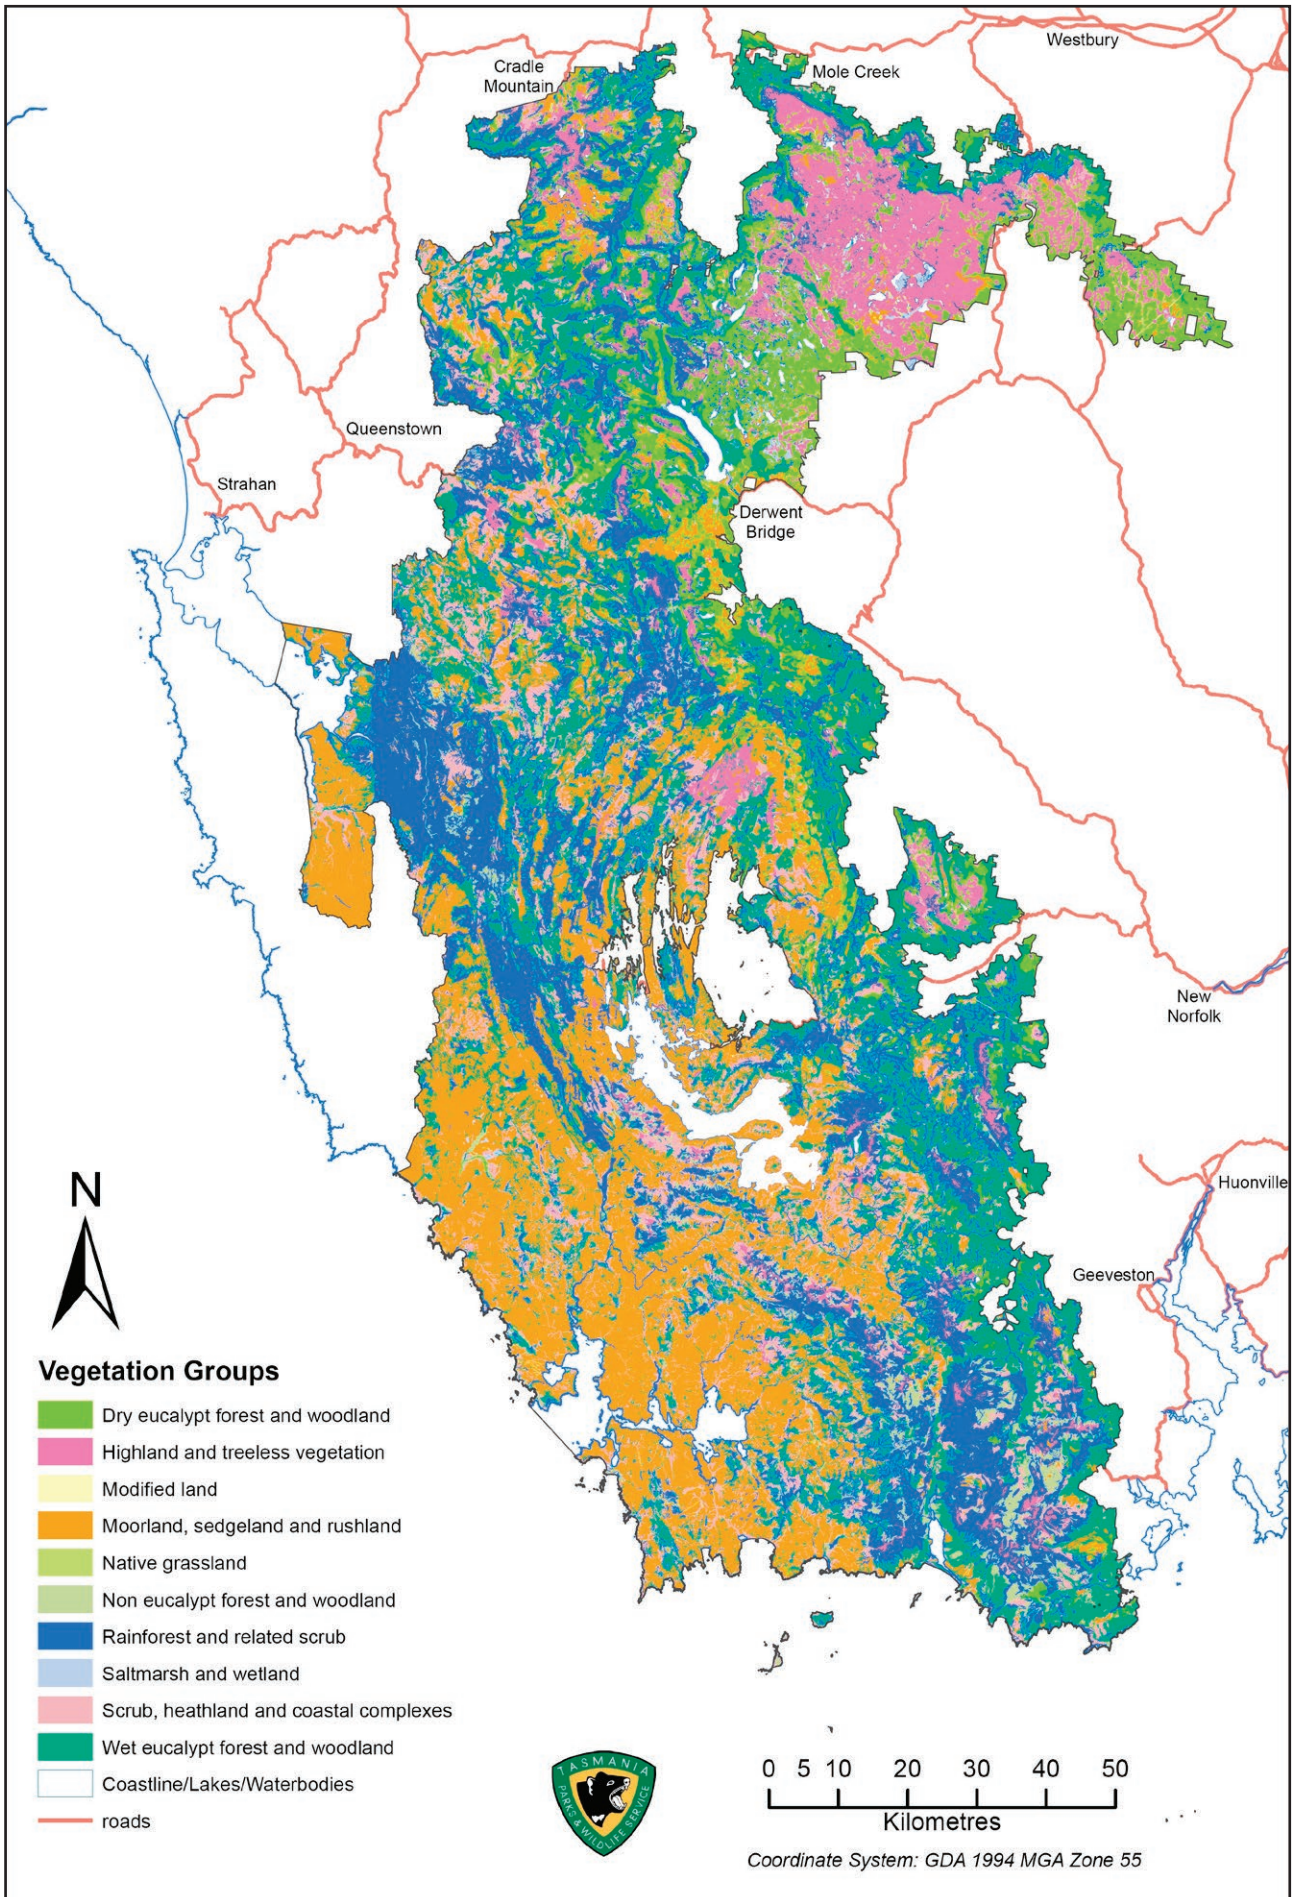 Westbury
Cradle
Mountain
Mole Creek
Queenstown
Strahan
Derwent
Bridge
New
Norfolk
Huonville
Geeveston
N
Vegetation Groups
Dry eucalypt forest and woodland
Highland and treeless vegetation
Modified land
Moorland, sedgeland and rushland
Native grassland
Non eucalypt forest and woodland
Rainforest and related scrub
Saltmarsh and wetland
Scrub, heathland and coastal complexes
Wet eucalypt forest and woodland
Coastline/Lakes/Waterbodies
roads
TASMANIA
PARKS & WILDLIFE SERVICE
0 5 10 20 30 40 50
Kilometres
Coordinate System: GDA 1994 MGA Zone 55